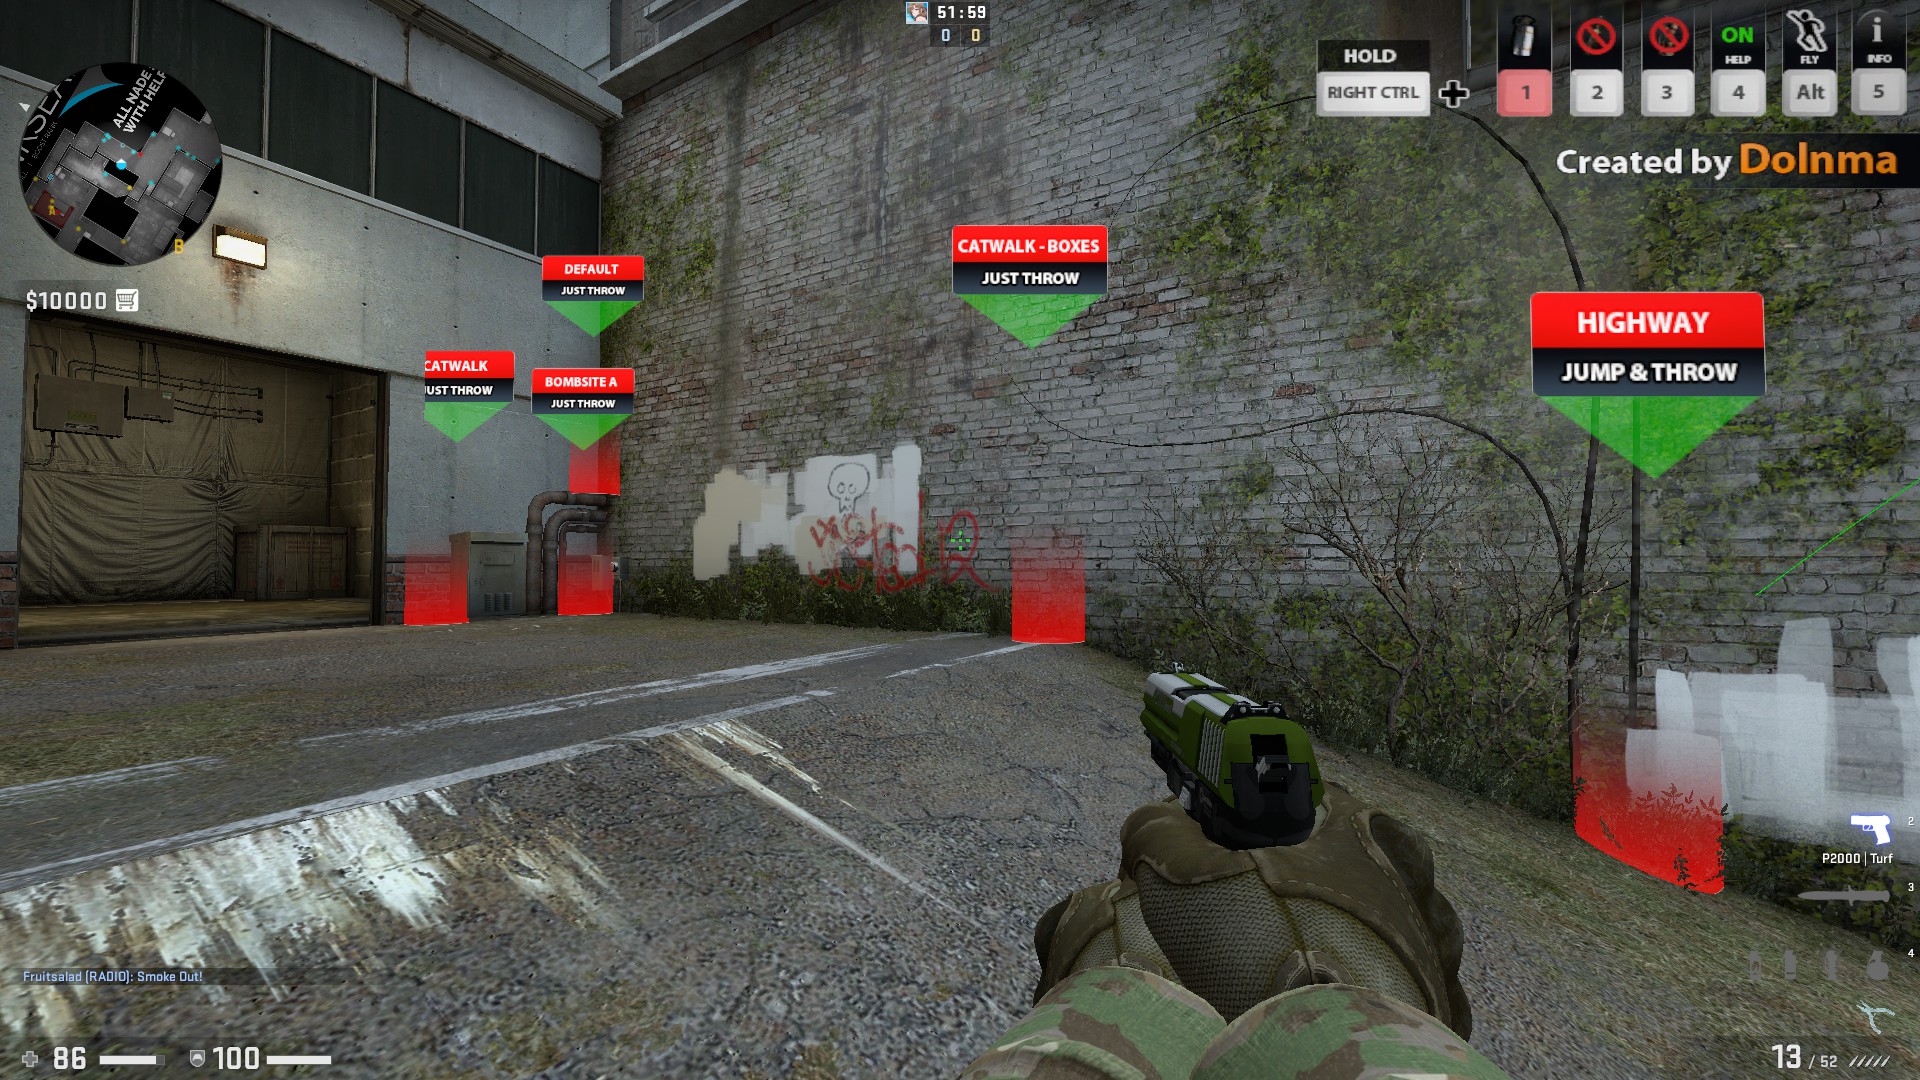 51:59
0 0
ALL NADE
WITH HELP
B
$10000
HOLD
RIGHT CTRL
ON
HELP
FLY
INFO
1 2 3 4 Alt 5
Created by Dolnma
DEFAULT
JUST THROW
CATWALK
JUST THROW
BOMBSITE A
JUST THROW
CATWALK - BOXES
JUST THROW
HIGHWAY
JUMP & THROW
2
P2000 | Turf
3
4
Fruitsalad (RADIO): Smoke Out!
86 100
13 / 52